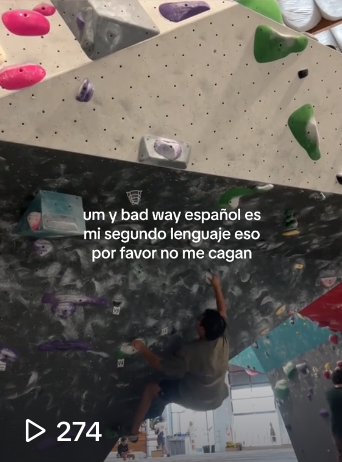 um y bad way español es
mi segundo lenguaje eso
por favor no me cagan
274